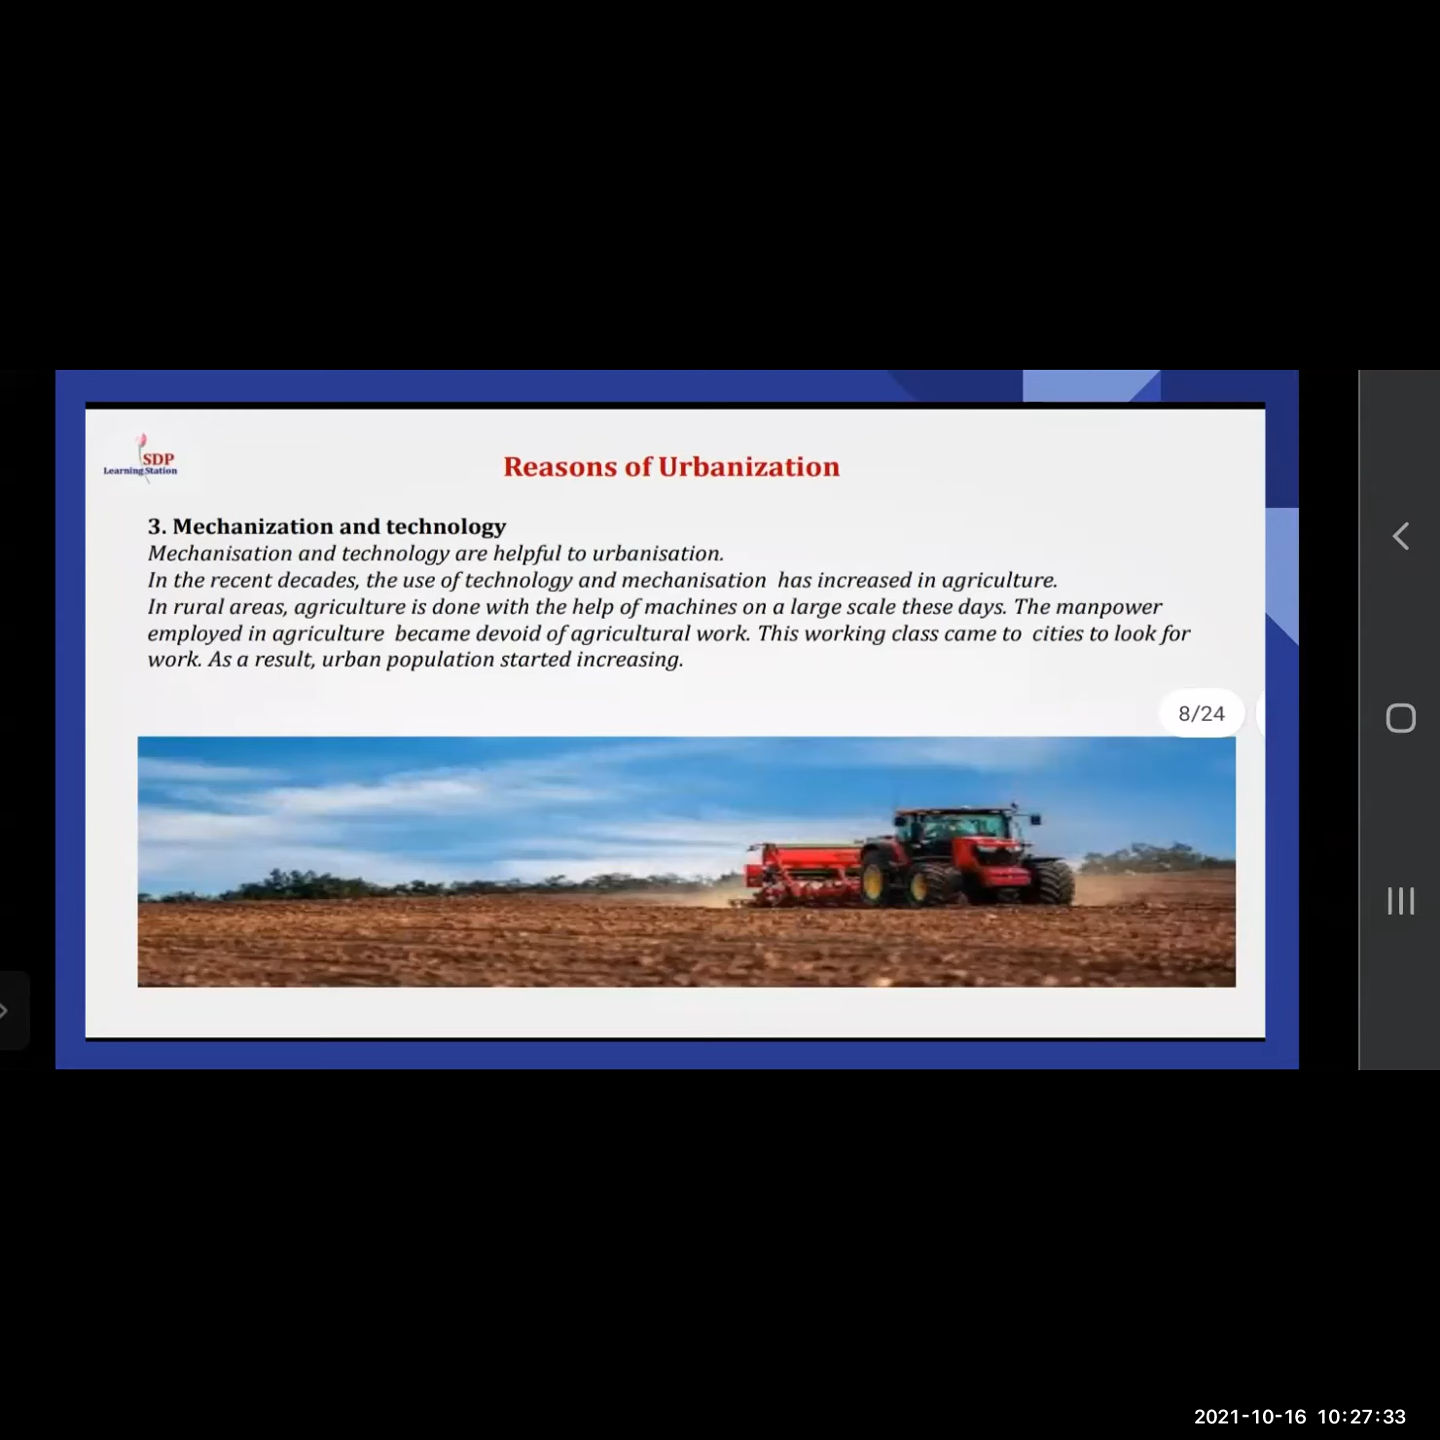 SDP
Learning Station
Reasons of Urbanization
3. Mechanization and technology
Mechanisation and technology are helpful to urbanisation.
In the recent decades, the use of technology and mechanisation has increased in agriculture.
In rural areas, agriculture is done with the help of machines on a large scale these days. The manpower
employed in agriculture became devoid of agricultural work. This working class came to cities to look for
work. As a result, urban population started increasing.
8/24
2021-10-16 10:27:33